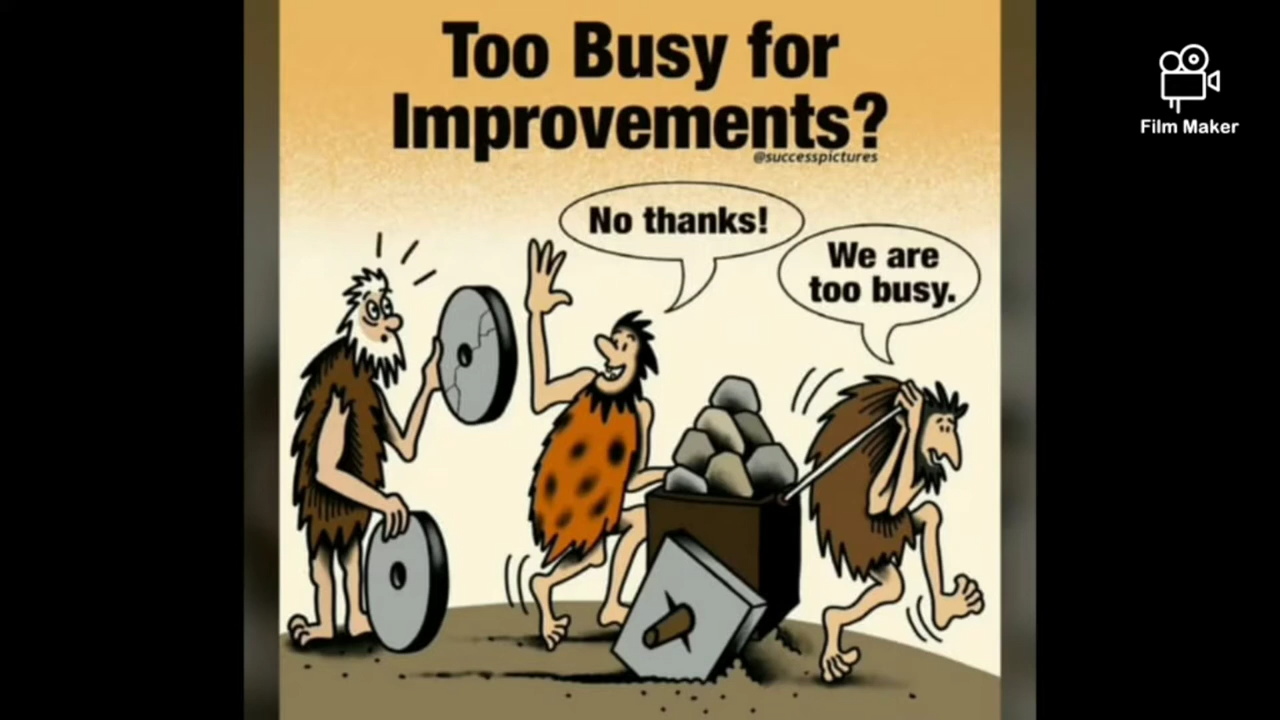 Too Busy for
Improvements?
@successpictures
No thanks!
We are
too busy.
Film Maker